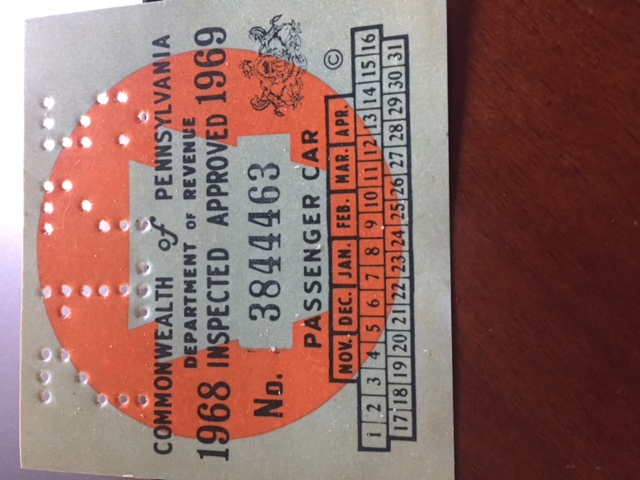 COMMONWEALTH of PENNSYLVANIA
DEPARTMENT OF REVENUE
1968 INSPECTED APPROVED 1969
No. 3844463
PASSENGER CAR ©
NOV. DEC. JAN. FEB. MAR. APR.
1 2 3 4 5 6 7 8 9 10 11 12 13 14 15 16
17 18 19 20 21 22 23 24 25 26 27 28 29 30 31